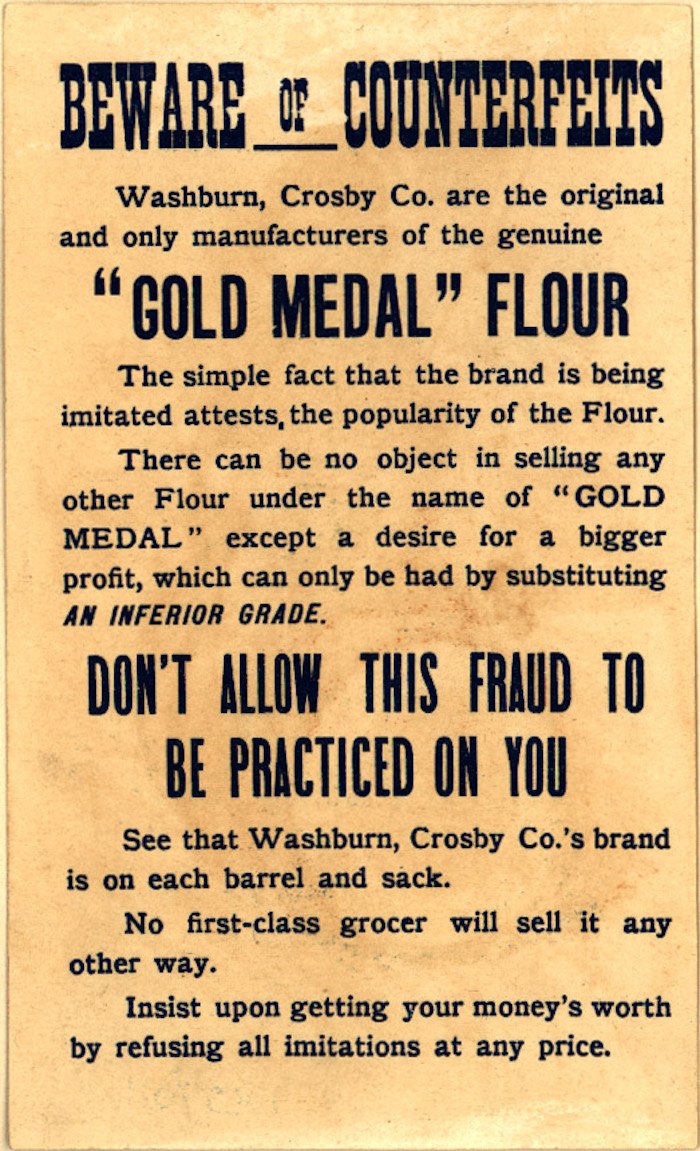 BEWARE OF COUNTERFEITS
Washburn, Crosby Co. are the original
and only manufacturers of the genuine
“GOLD MEDAL” FLOUR
The simple fact that the brand is being
imitated attests, the popularity of the Flour.
There can be no object in selling any
other Flour under the name of “GOLD
MEDAL” except a desire for a bigger
profit, which can only be had by substituting
AN INFERIOR GRADE.
DON'T ALLOW THIS FRAUD TO
BE PRACTICED ON YOU
See that Washburn, Crosby Co.'s brand
is on each barrel and sack.
No first-class grocer will sell it any
other way.
Insist upon getting your money's worth
by refusing all imitations at any price.